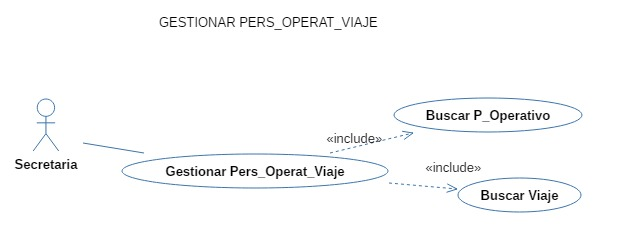 GESTIONAR PERS_OPERAT_VIAJE
Buscar P_Operativo
«include»
Secretaria
Gestionar Pers_Operat_Viaje
«include»
Buscar Viaje